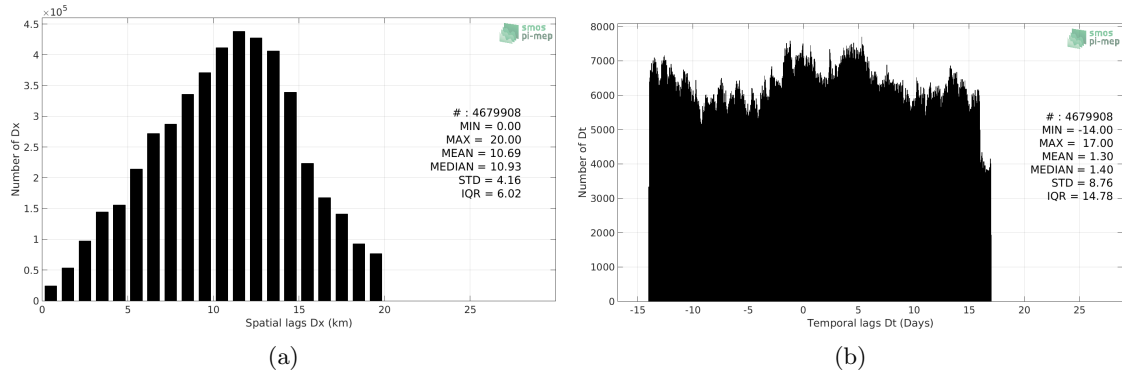 ×10⁵
4.5
4
3.5
3
2.5
2
1.5
1
0.5
0
Number of Dx
0 5 10 15 20 25
Spatial lags Dx (km)
smos
pi-mep
# : 4679908
MIN = 0.00
MAX = 20.00
MEAN = 10.69
MEDIAN = 10.93
STD = 4.16
IQR = 6.02
(a)
8000
7000
6000
5000
4000
3000
2000
1000
0
Number of Dt
-15 -10 -5 0 5 10 15 20 25
Temporal lags Dt (Days)
smos
pi-mep
# : 4679908
MIN = -14.00
MAX = 17.00
MEAN = 1.30
MEDIAN = 1.40
STD = 8.76
IQR = 14.78
(b)